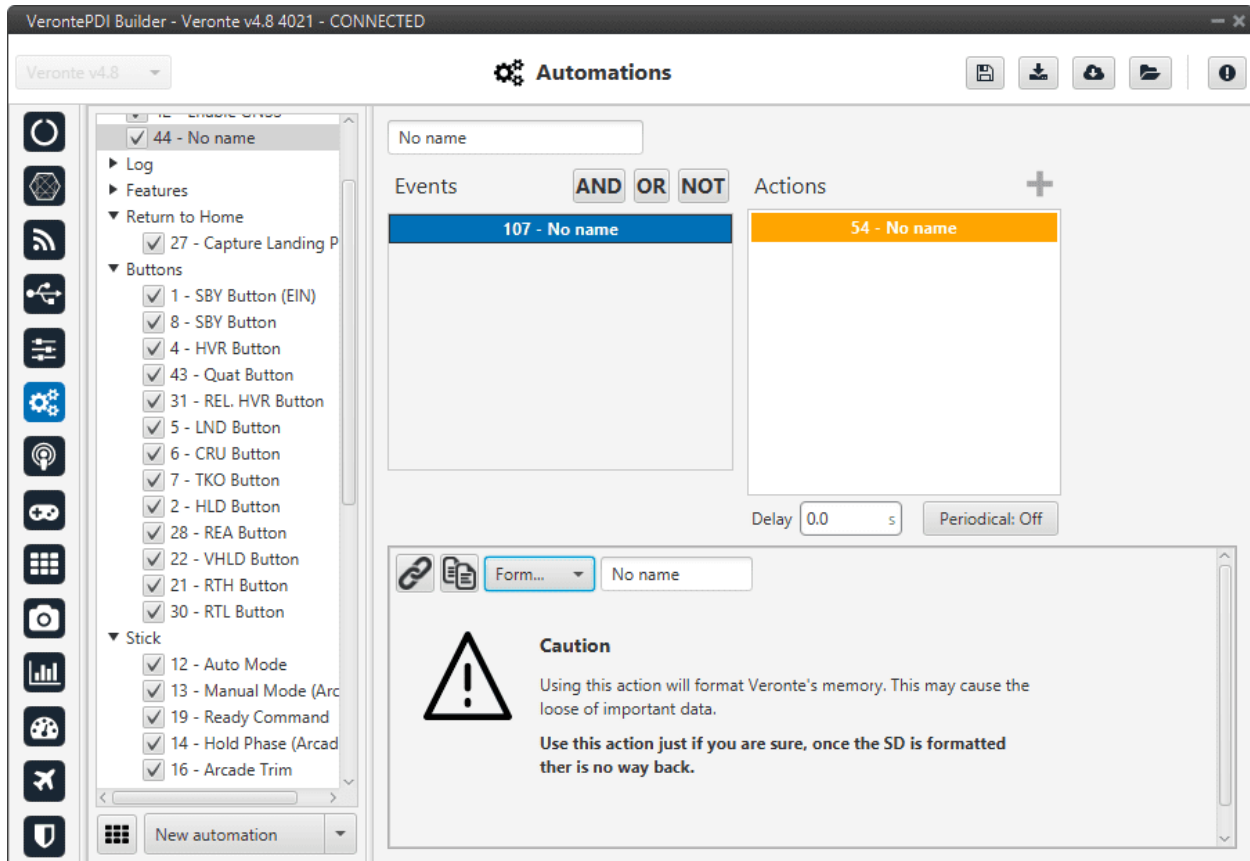 VerontePDI Builder - Veronte v4.8 4021 - CONNECTED
Veronte v4.8
Automations
44 - No name
Log
Features
Return to Home
27 - Capture Landing P
Buttons
1 - SBY Button (EIN)
8 - SBY Button
4 - HVR Button
43 - Quat Button
31 - REL. HVR Button
5 - LND Button
6 - CRU Button
7 - TKO Button
2 - HLD Button
28 - REA Button
22 - VHLD Button
21 - RTH Button
30 - RTL Button
Stick
12 - Auto Mode
13 - Manual Mode (Arc
19 - Ready Command
14 - Hold Phase (Arcad
16 - Arcade Trim
New automation
No name
Events AND OR NOT
107 - No name
Actions
54 - No name
Delay 0.0 s Periodical: Off
Form... No name
Caution
Using this action will format Veronte's memory. This may cause the
loose of important data.
Use this action just if you are sure, once the SD is formatted
ther is no way back.